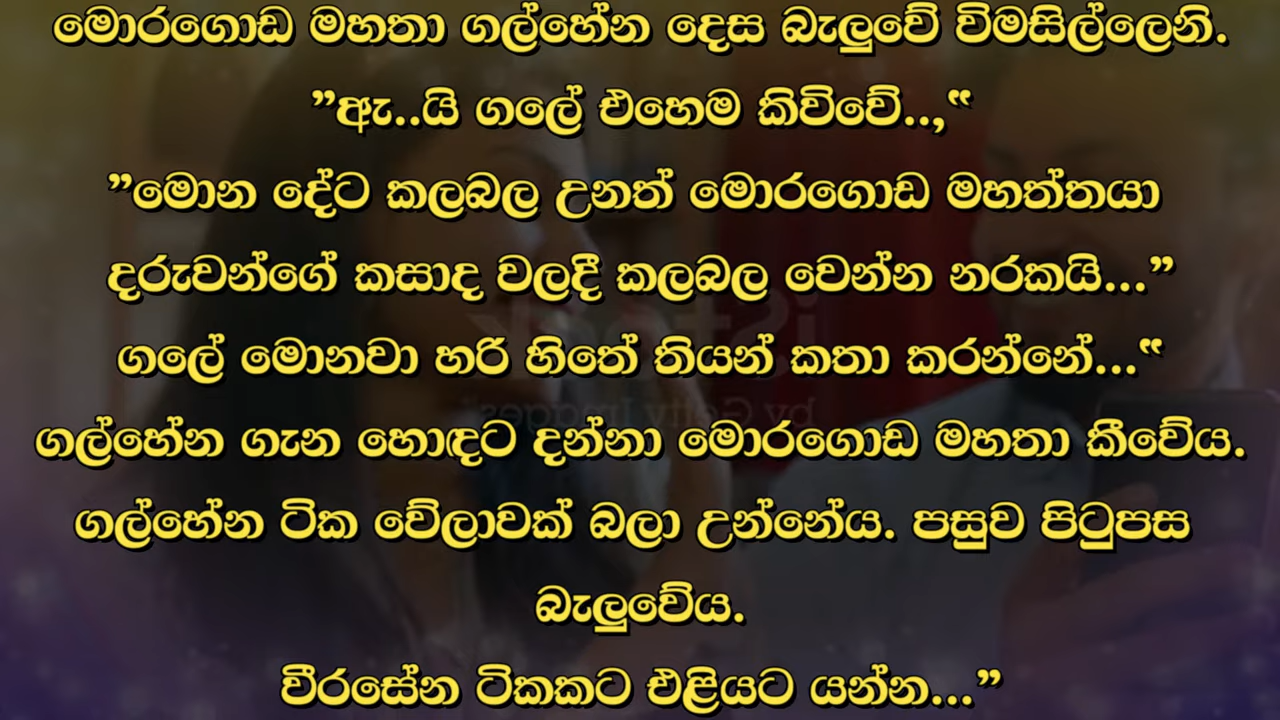 මොරගොඩ මහතා ගල්හේන දෙස බැලුවේ විමසිල්ලෙනි.
”ඇ..යි ගලේ එහෙම කිව්වේ..,‟
”මොන දේට කලබල උනත් මොරගොඩ මහත්තයා
දරුවන්ගේ කසාද වලදී කලබල වෙන්න නරකයි...”
ගලේ මොනවා හරි හිතේ තියන් කතා කරන්නේ...‟
ගල්හේන ගැන හොඳට දන්නා මොරගොඩ මහතා කීවේය.
ගල්හේන ටික වේලාවක් බලා උන්නේය. පසුව පිටුපස
බැලුවේය.
වීරසේන ටිකකට එළියට යන්න...”